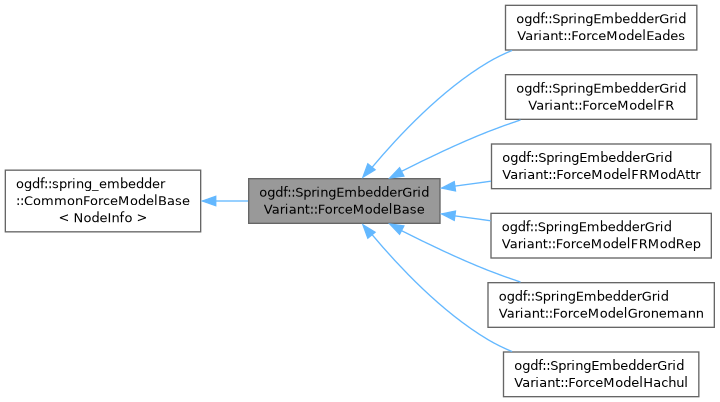 ogdf::spring_embedder
::CommonForceModelBase
< NodeInfo >
ogdf::SpringEmbedderGrid
Variant::ForceModelBase
ogdf::SpringEmbedderGrid
Variant::ForceModelEades
ogdf::SpringEmbedderGrid
Variant::ForceModelFR
ogdf::SpringEmbedderGrid
Variant::ForceModelFRModAttr
ogdf::SpringEmbedderGrid
Variant::ForceModelFRModRep
ogdf::SpringEmbedderGrid
Variant::ForceModelGronemann
ogdf::SpringEmbedderGrid
Variant::ForceModelHachul